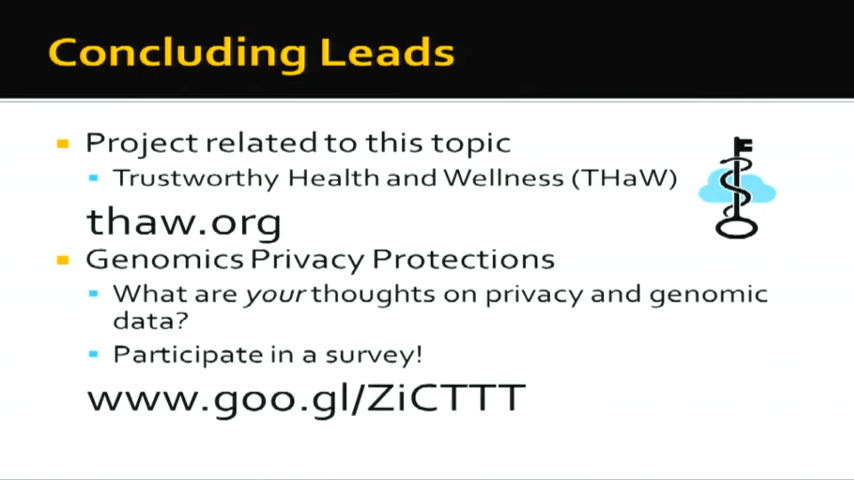 Concluding Leads
Project related to this topic
Trustworthy Health and Wellness (THaW)
thaw.org
Genomics Privacy Protections
What are your thoughts on privacy and genomic
data?
Participate in a survey!
www.goo.gl/ZiCTTT